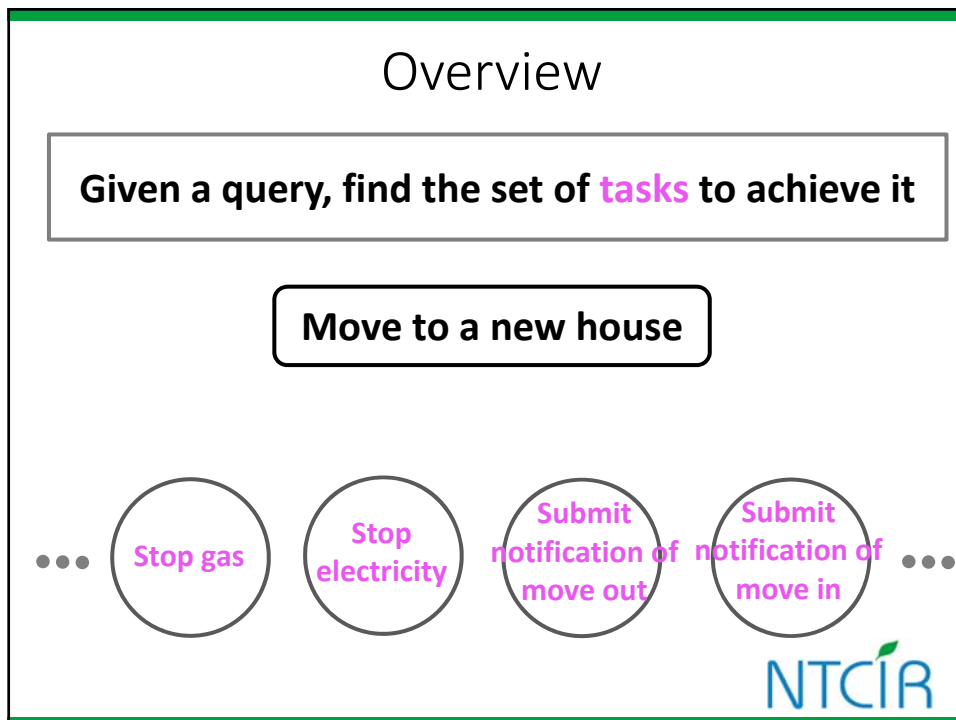 Overview
Given a query, find the set of tasks to achieve it
Move to a new house
Stop gas
Stop
electricity
Submit
notification of
move out
Submit
notification of
move in
NTCIR